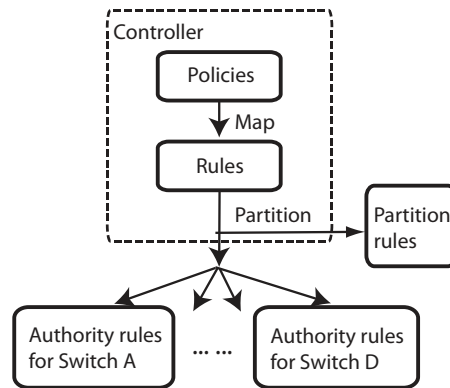 Controller
Policies
Map
Rules
Partition
Partition
rules
Authority rules
for Switch A
... ...
Authority rules
for Switch D